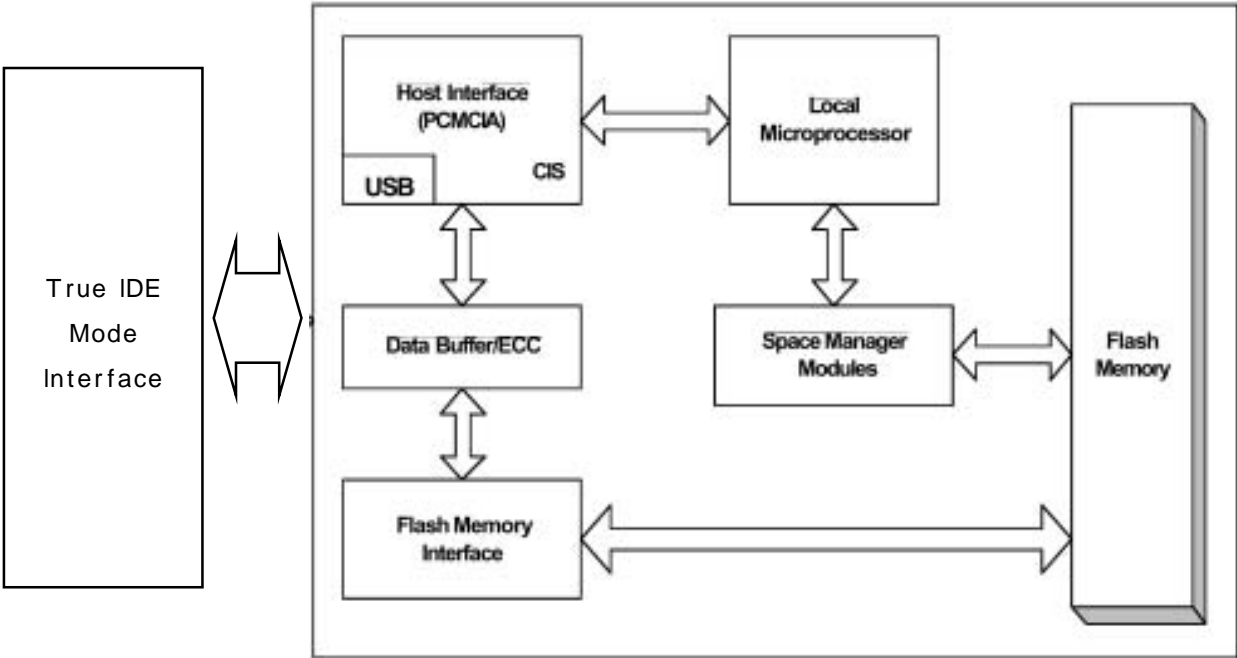 True IDE
Mode
Interface
Host Interface
(PCMCIA)
CIS
USB
Local
Microprocessor
Data Buffer/ECC
Space Manager
Modules
Flash
Memory
Flash Memory
Interface